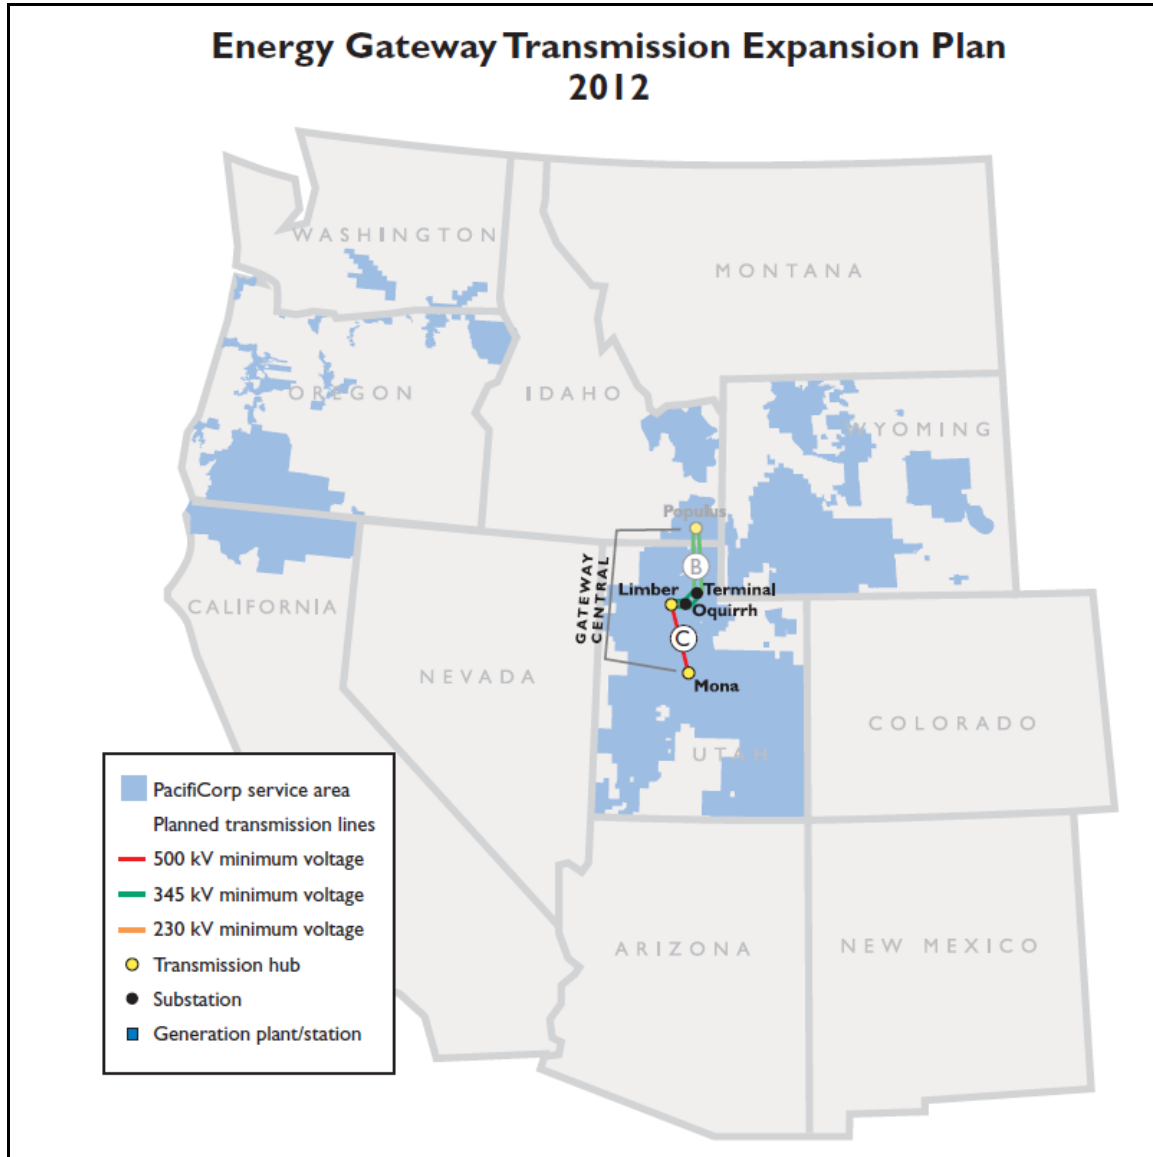 Energy Gateway Transmission Expansion Plan
2012
WASHINGTON
MONTANA
OREGON
IDAHO
WYOMING
Populus
B
GATEWAY
CENTRAL
Limber
Terminal
Oquirrh
CALIFORNIA
C
NEVADA
Mona
COLORADO
UTAH
PacifiCorp service area
Planned transmission lines
500 kV minimum voltage
345 kV minimum voltage
230 kV minimum voltage
Transmission hub
Substation
Generation plant/station
ARIZONA
NEW MEXICO